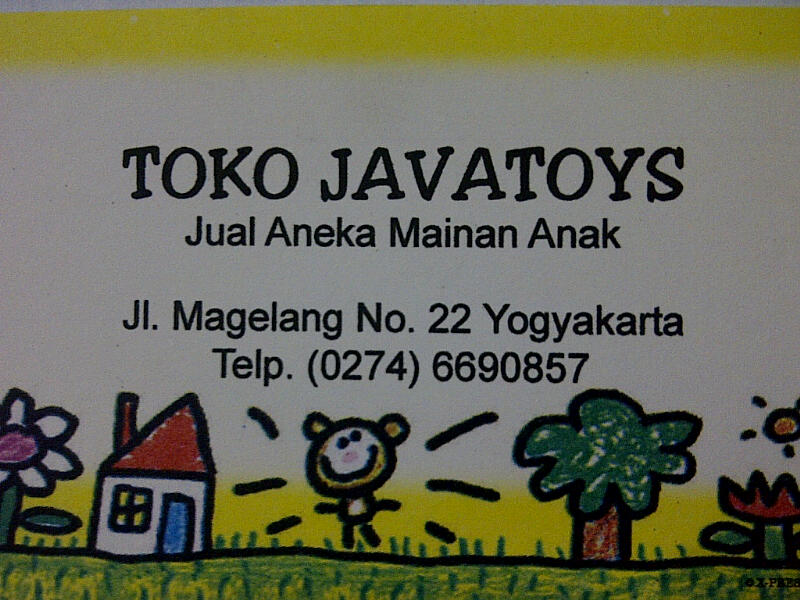 TOKO JAVATOYS
Jual Aneka Mainan Anak
Jl. Magelang No. 22 Yogyakarta
Telp. (0274) 6690857